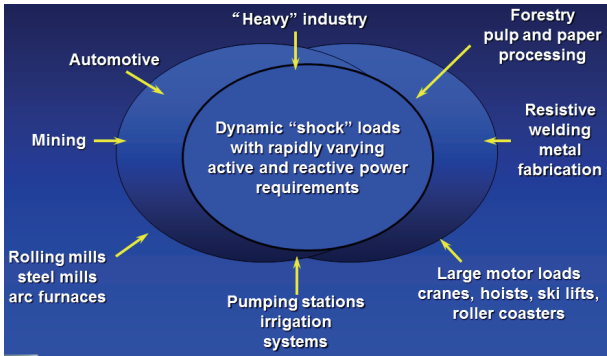 “Heavy” industry
Forestry
pulp and paper
processing
Automotive
Resistive
welding
metal
fabrication
Mining
Dynamic “shock” loads
with rapidly varying
active and reactive power
requirements
Rolling mills
steel mills
arc furnaces
Pumping stations
irrigation
systems
Large motor loads
cranes, hoists, ski lifts,
roller coasters